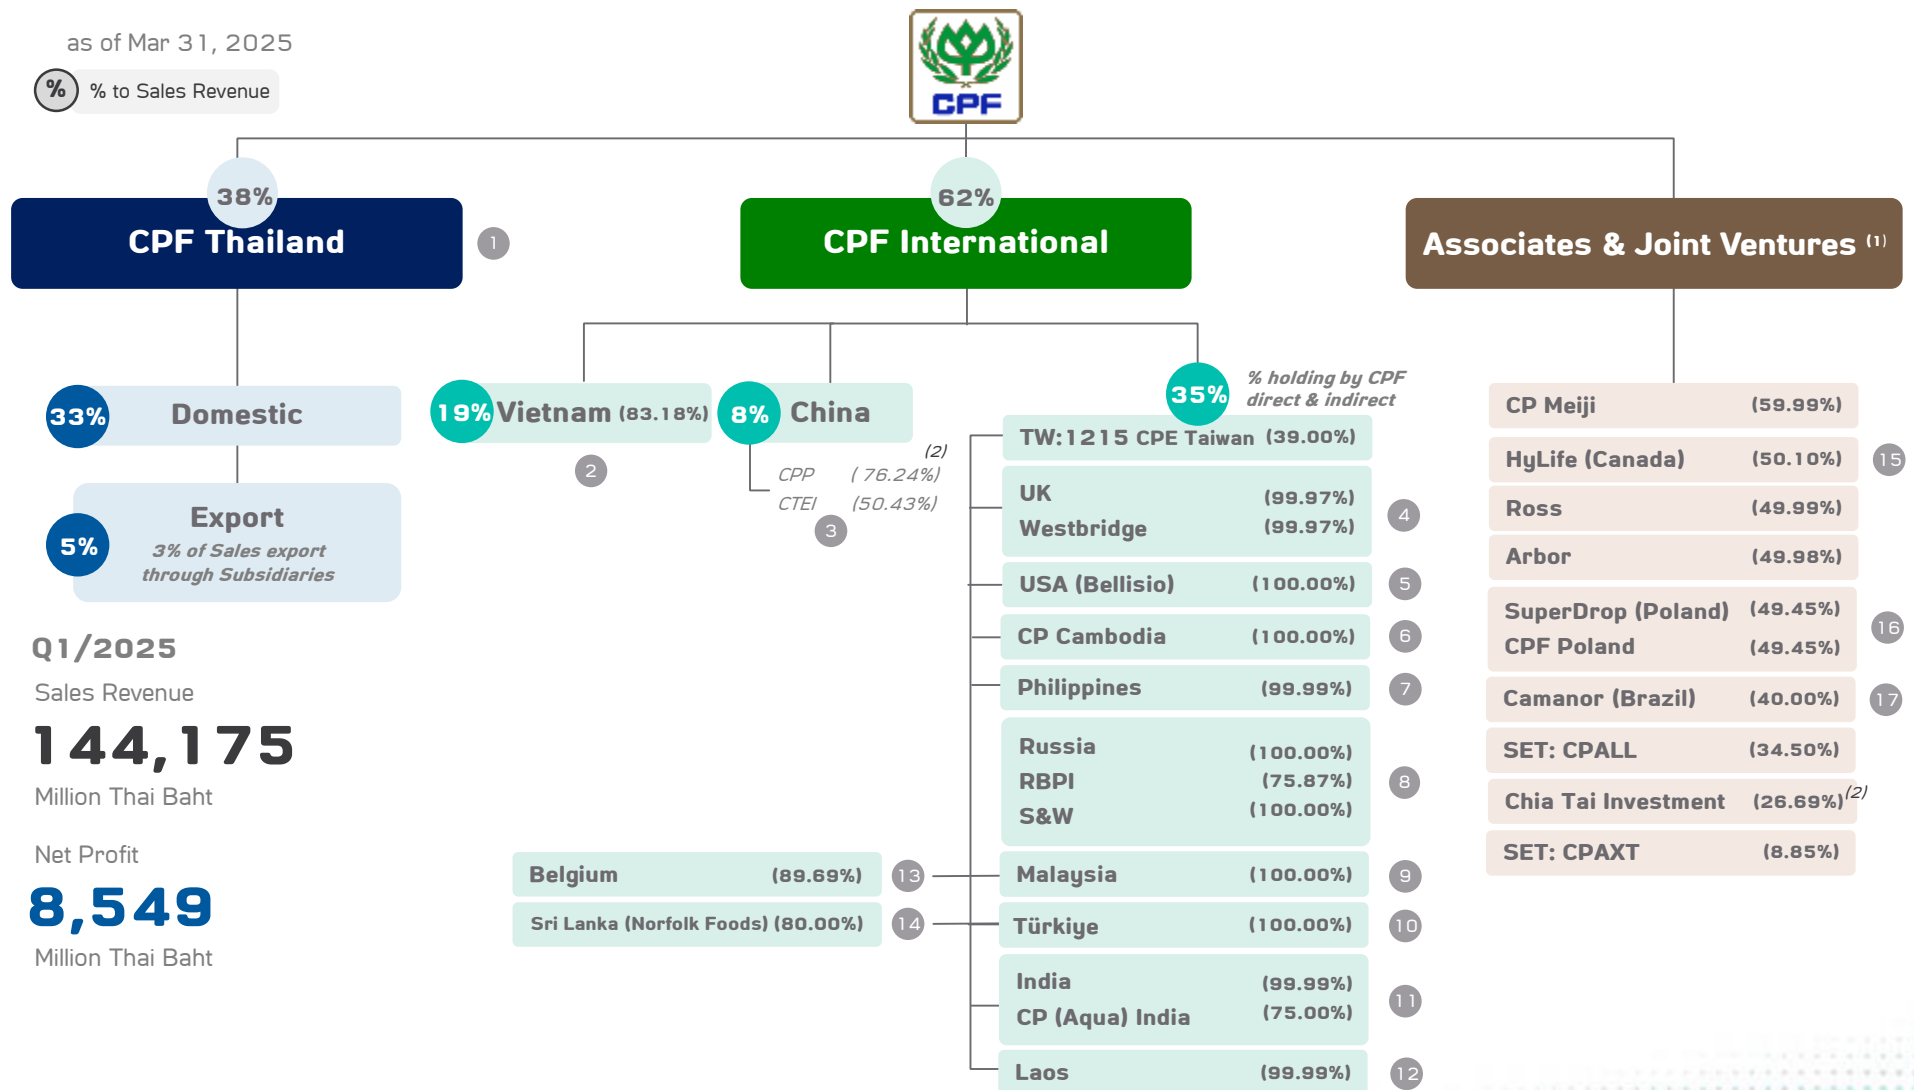 as of Mar 31, 2025
% % to Sales Revenue
CPF
38%
CPF Thailand
1
62%
CPF International
Associates & Joint Ventures (1)
33% Domestic
5% Export
3% of Sales export
through Subsidiaries
Q1/2025
Sales Revenue
144,175
Million Thai Baht
Net Profit
8,549
Million Thai Baht
19% Vietnam (83.18%)
2
8% China
(2)
CPP ( 76.24%)
CTEI (50.43%)
3
35%
% holding by CPF
direct & indirect
TW:1215 CPE Taiwan (39.00%)
UK (99.97%)
Westbridge (99.97%)
4
USA (Bellisio) (100.00%) 5
CP Cambodia (100.00%) 6
Philippines (99.99%) 7
Russia (100.00%)
RBPI (75.87%) 8
S&W (100.00%)
Malaysia (100.00%) 9
Türkiye (100.00%) 10
India (99.99%)
CP (Aqua) India (75.00%)
11
Laos (99.99%) 12
Belgium (89.69%) 13
Sri Lanka (Norfolk Foods) (80.00%) 14
CP Meiji (59.99%)
HyLife (Canada) (50.10%) 15
Ross (49.99%)
Arbor (49.98%)
SuperDrop (Poland) (49.45%)
CPF Poland (49.45%)
16
Camanor (Brazil) (40.00%) 17
SET: CPALL (34.50%)
Chia Tai Investment (26.69%) (2)
SET: CPAXT (8.85%)